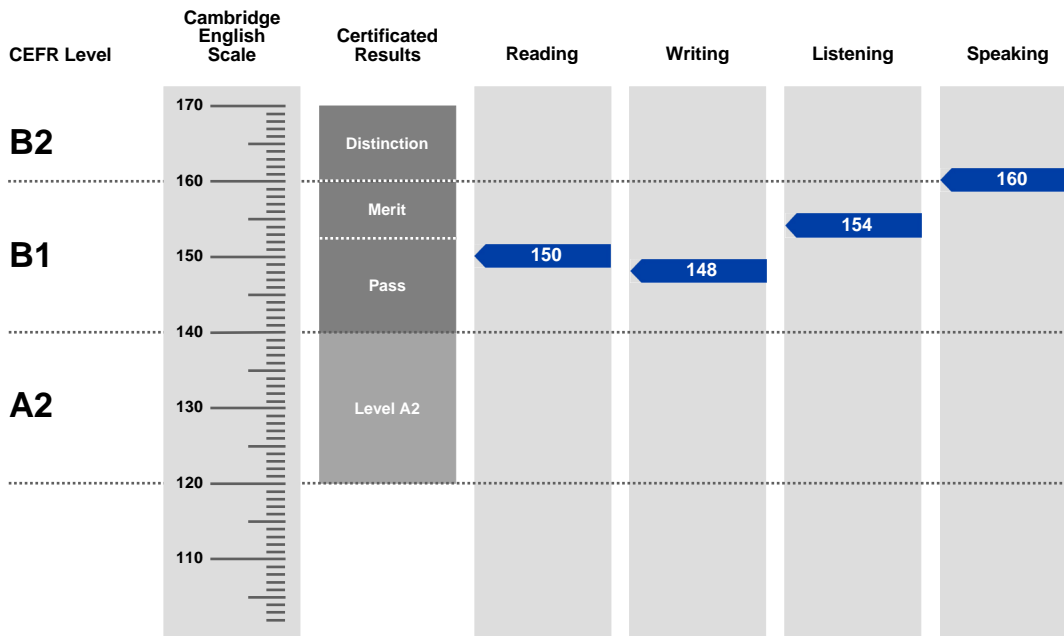 CEFR Level
Cambridge
English
Scale
Certificated
Results
Reading
Writing
Listening
Speaking
170
B2
Distinction
160
160
Merit
154
B1
150
150
148
Pass
140
A2
130
Level A2
120
110